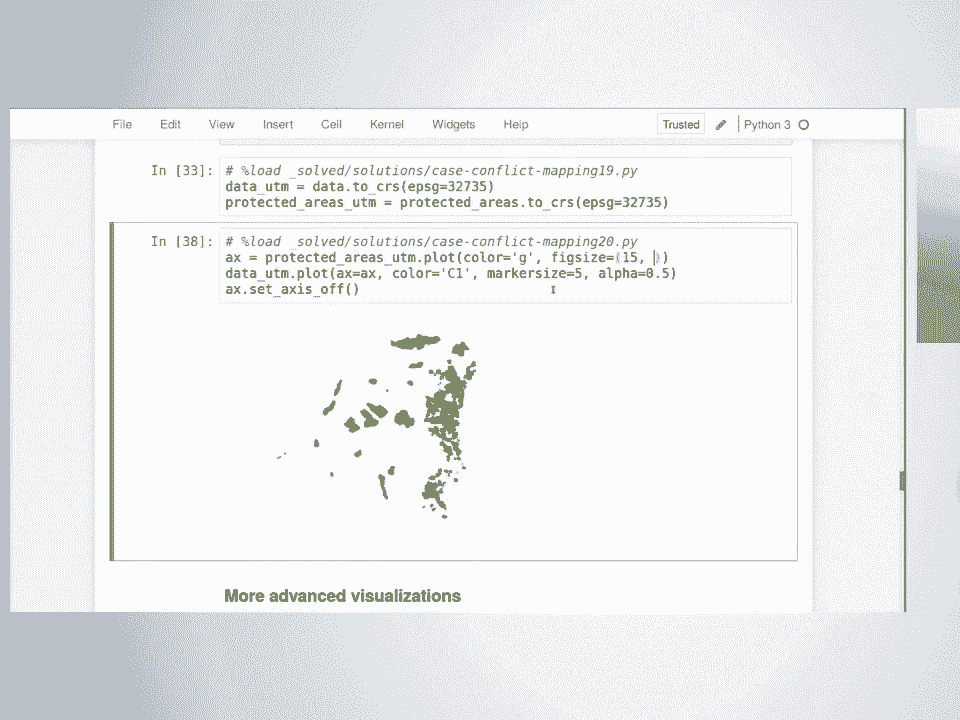 File Edit View Insert Cell Kernel Widgets Help Trusted Python 3
In [33]: # %load _solved/solutions/case-conflict-mapping19.py
data_utm = data.to_crs(epsg=32735)
protected_areas_utm = protected_areas.to_crs(epsg=32735)
In [38]: # %load _solved/solutions/case-conflict-mapping20.py
ax = protected_areas_utm.plot(color='g', figsize=(15, ))
data_utm.plot(ax=ax, color='C1', markersize=5, alpha=0.5)
ax.set_axis_off()
More advanced visualizations